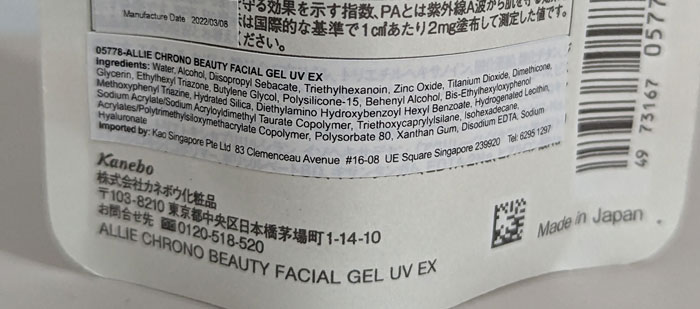 守る効果を示す指数、PAとは紫外線A波から肌を守る
Manufacture Date 2022/03/08
は国際的な基準で1c㎡あたり2mg塗布して測定した値です。
ださい。
05778-ALLIE CHRONO BEAUTY FACIAL GEL UV EX
Ingredients: Water, Alcohol, Diisopropyl Sebacate, Triethylhexanoin, Zinc Oxide, Titanium Dioxide, Dimethicone,
Glycerin, Ethylhexyl Triazone, Butylene Glycol, Polysilicone-15, Behenyl Alcohol, Bis-Ethylhexyloxyphenol
Methoxyphenyl Triazine, Hydrated Silica, Diethylamino Hydroxybenzoyl Hexyl Benzoate, Hydrogenated Lecithin,
Sodium Acrylate/Sodium Acryloyldimethyl Taurate Copolymer, Triethoxycaprylylsilane, Isohexadecane,
Acrylates/Polytrimethylsiloxymethacrylate Copolymer, Polysorbate 80, Xanthan Gum, Disodium EDTA, Sodium
Hyaluronate
Imported by: Kao Singapore Pte Ltd 83 Clemenceau Avenue #16-08 UE Square Singapore 239920 Tel: 6295 1297
49 73167 0577
Kanebo
株式会社カネボウ化粧品
〒103-8210 東京都中央区日本橋茅場町1-14-10
お問合せ先 0120-518-520
ALLIE CHRONO BEAUTY FACIAL GEL UV EX
Made in Japan